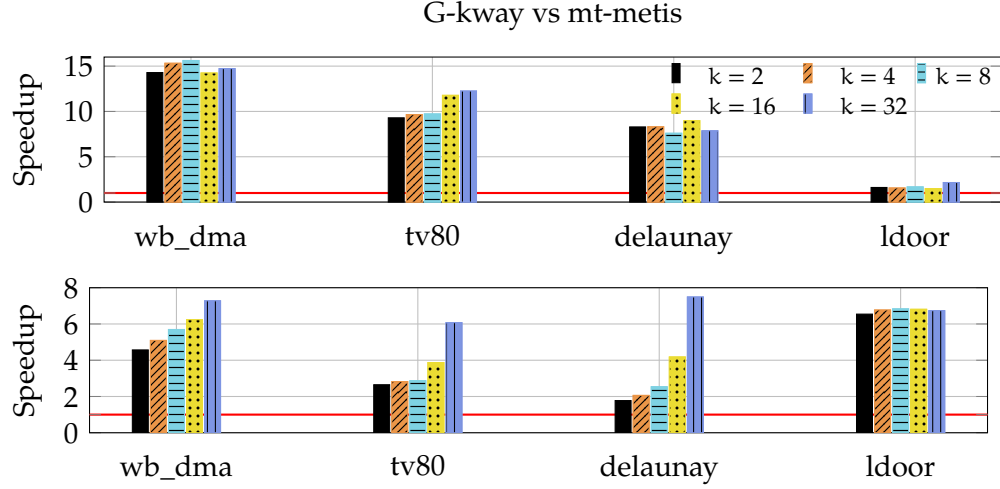 G-kway vs mt-metis
Speedup
15
10
5
0
k = 2
k = 4
k = 8
k = 16
k = 32
wb_dma
tv80
delaunay
ldoor
Speedup
8
6
4
2
0
wb_dma
tv80
delaunay
ldoor